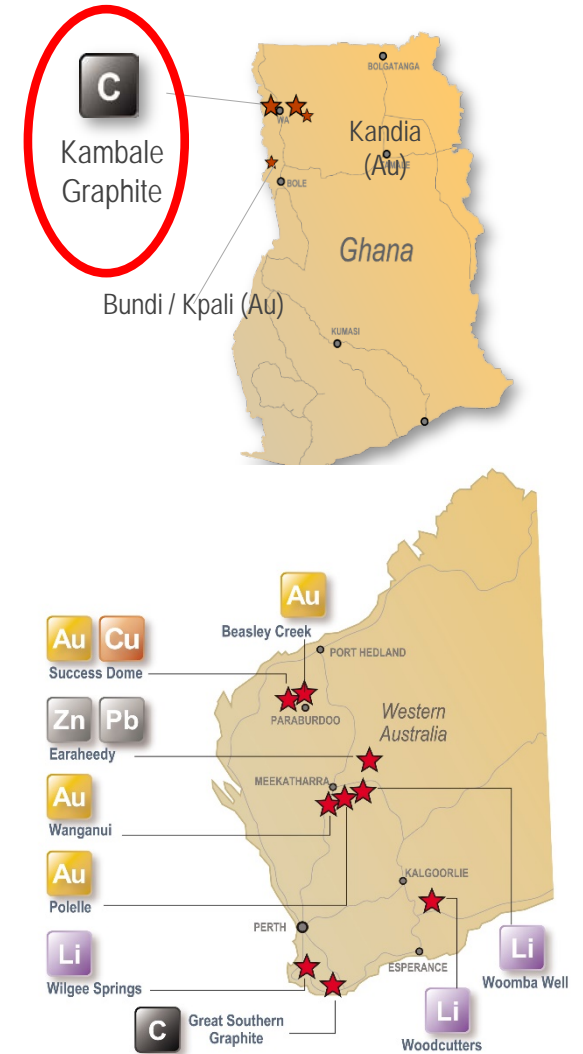 BOLGATANGA
C
WA
Kandia
(Au)
TAMALE
Kambale
Graphite
BOLE
Ghana
Bundi / Kpali (Au)
KUMASI
Au
Beasley Creek
Au Cu
Success Dome
PORT HEDLAND
PARABURDOO
Western
Australia
Zn Pb
Earaheedy
MEEKATHARRA
Au
Wanganui
Au
Polelle
KALGOORLIE
PERTH
Li
Wilgee Springs
ESPERANCE
Li
Woomba Well
Li
Woodcutters
C
Great Southern
Graphite